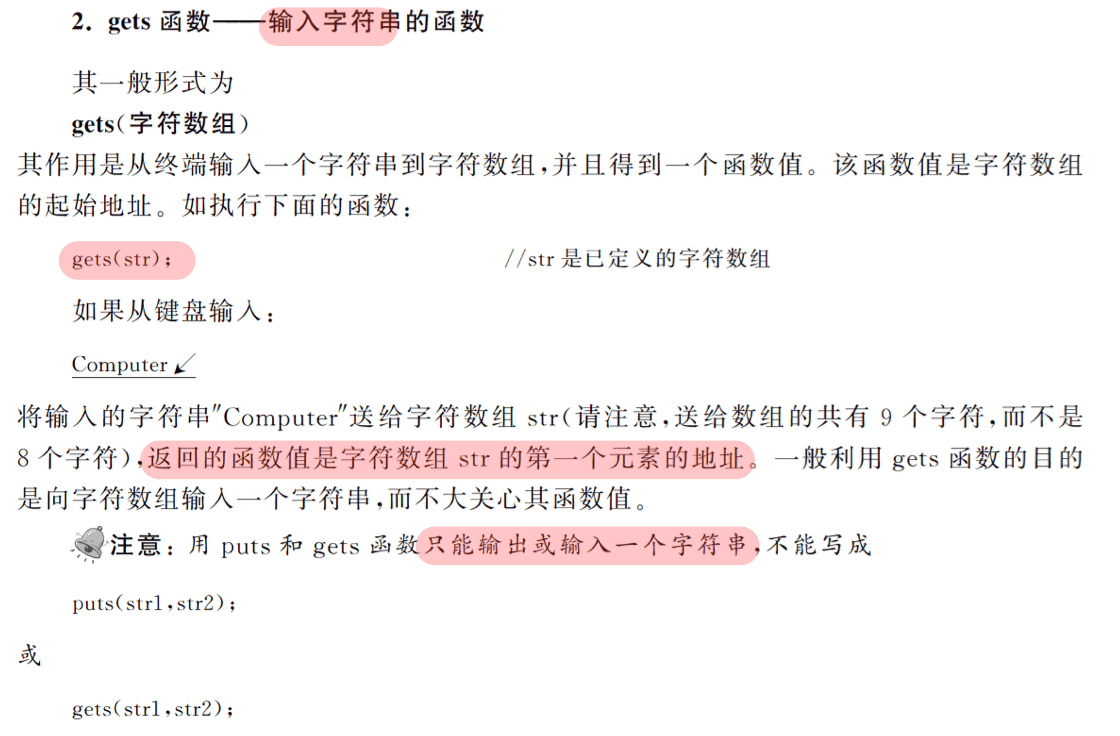 2. gets 函数——输入字符串的函数
其一般形式为
gets(字符数组)
其作用是从终端输入一个字符串到字符数组,并且得到一个函数值。该函数值是字符数组
的起始地址。如执行下面的函数:
gets(str); //str 是已定义的字符数组
如果从键盘输入:
Computer↙
将输入的字符串"Computer"送给字符数组 str(请注意,送给数组的共有 9 个字符,而不是
8 个字符),返回的函数值是字符数组 str 的第一个元素的地址。一般利用 gets 函数的目的
是向字符数组输入一个字符串,而不大关心其函数值。
注意:用 puts 和 gets 函数只能输出或输入一个字符串,不能写成
puts(str1,str2);
或
gets(str1,str2);